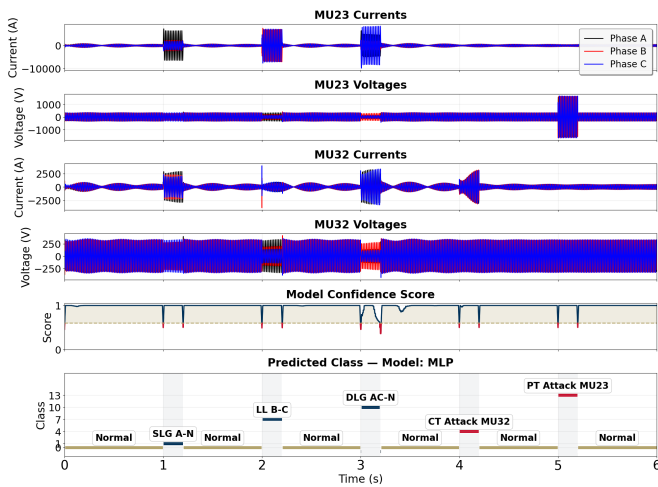 MU23 Currents
Current (A)
0
−10000
Phase A
Phase B
Phase C
MU23 Voltages
Voltage (V)
1000
0
−1000
MU32 Currents
Current (A)
2500
0
−2500
MU32 Voltages
Voltage (V)
250
0
−250
Model Confidence Score
Score
1
0
Predicted Class — Model: MLP
Class
13
10
7
4
1
0
Normal
SLG A-N
Normal
LL B-C
Normal
DLG AC-N
Normal
CT Attack MU32
Normal
PT Attack MU23
Normal
0 1 2 3 4 5 6
Time (s)